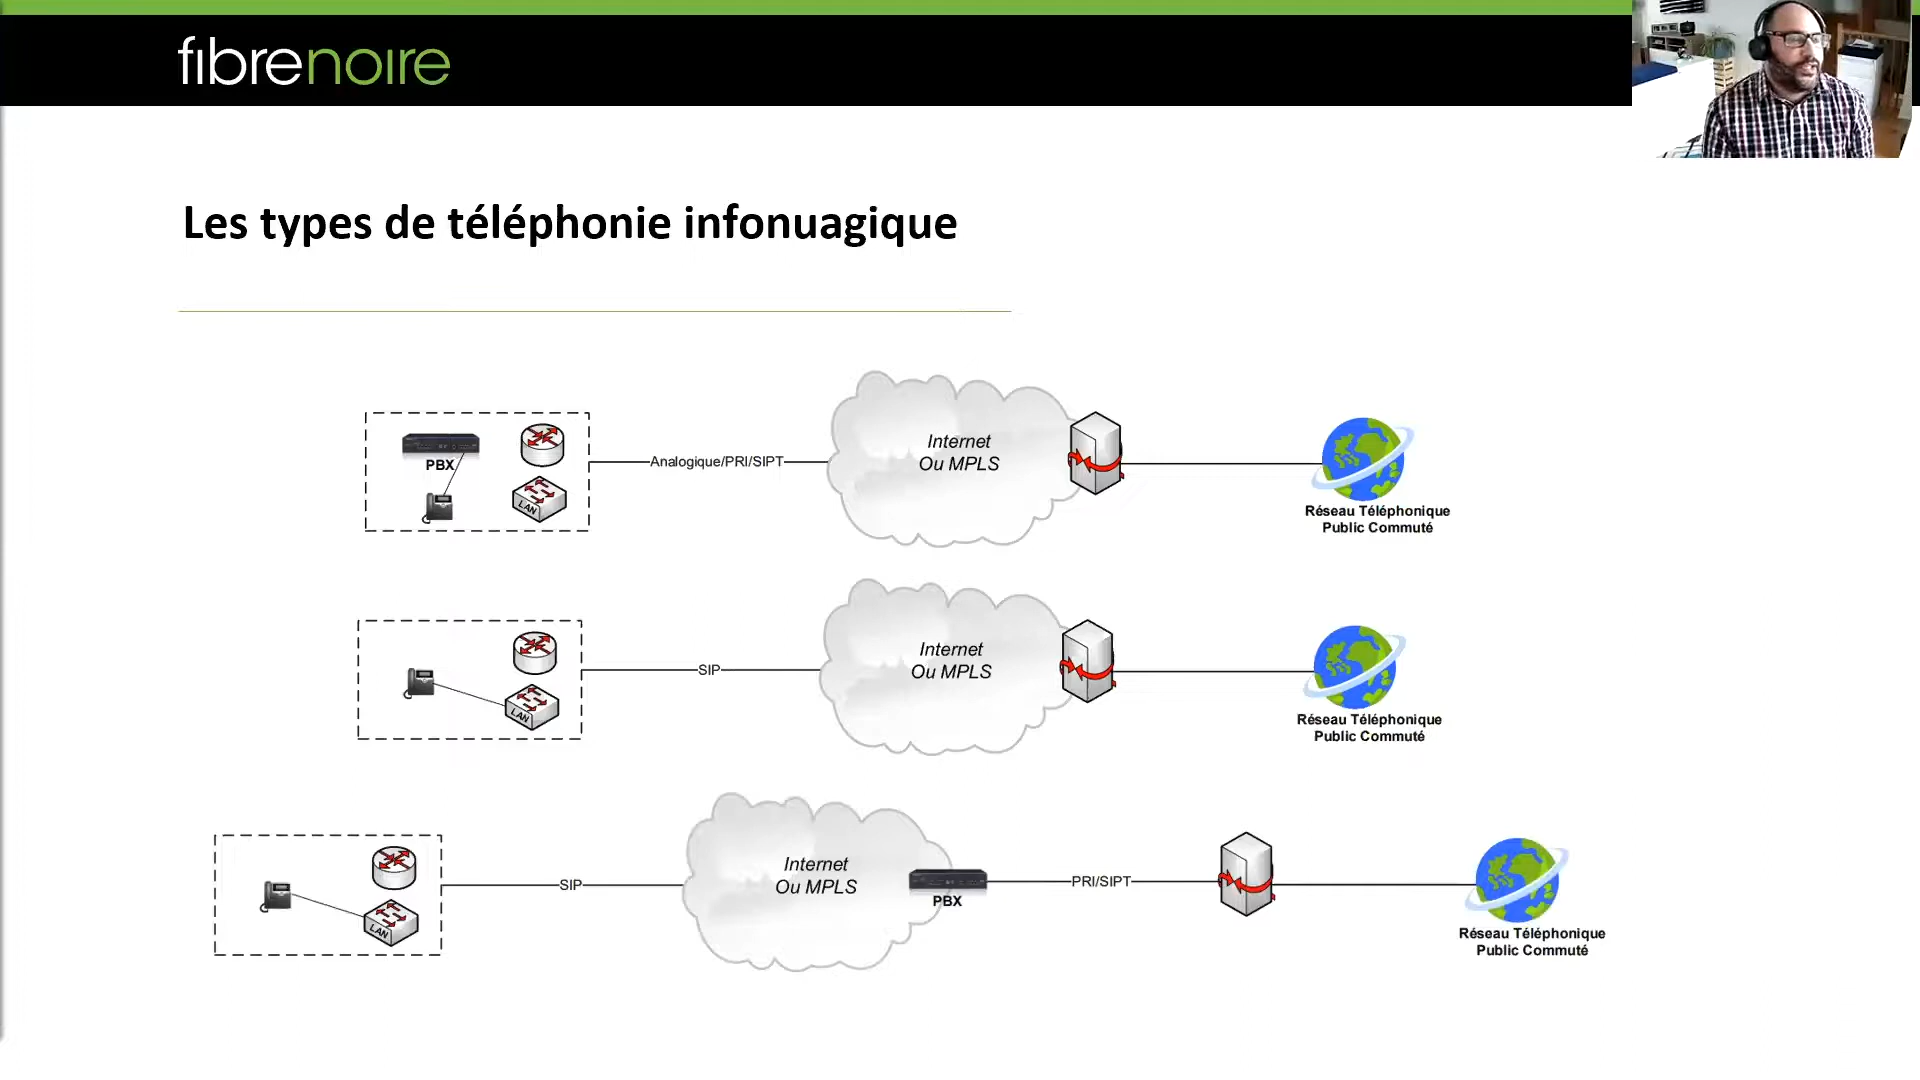 fibrenoire
Les types de téléphonie infonuagique
PBX
LAN
Analogique/PRI/SIPT
Internet
Ou MPLS
Réseau Téléphonique
Public Commuté
LAN
SIP
Internet
Ou MPLS
Réseau Téléphonique
Public Commuté
LAN
SIP
Internet
Ou MPLS
PBX
PRI/SIPT
Réseau Téléphonique
Public Commuté